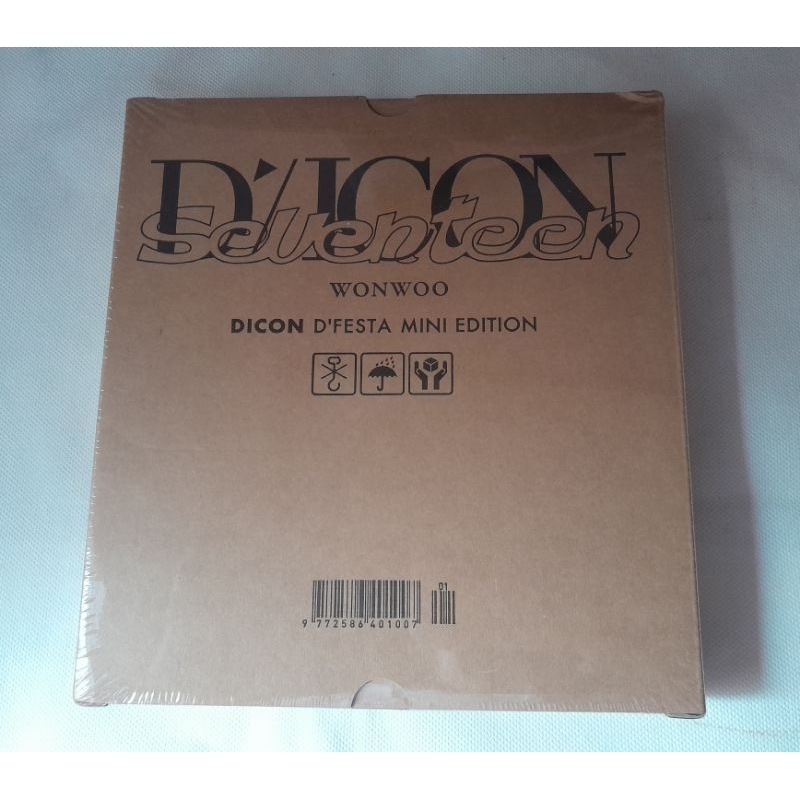 D'ICON
seventeen
WONWOO
DICON D'FESTA MINI EDITION
01
9 772586 401007